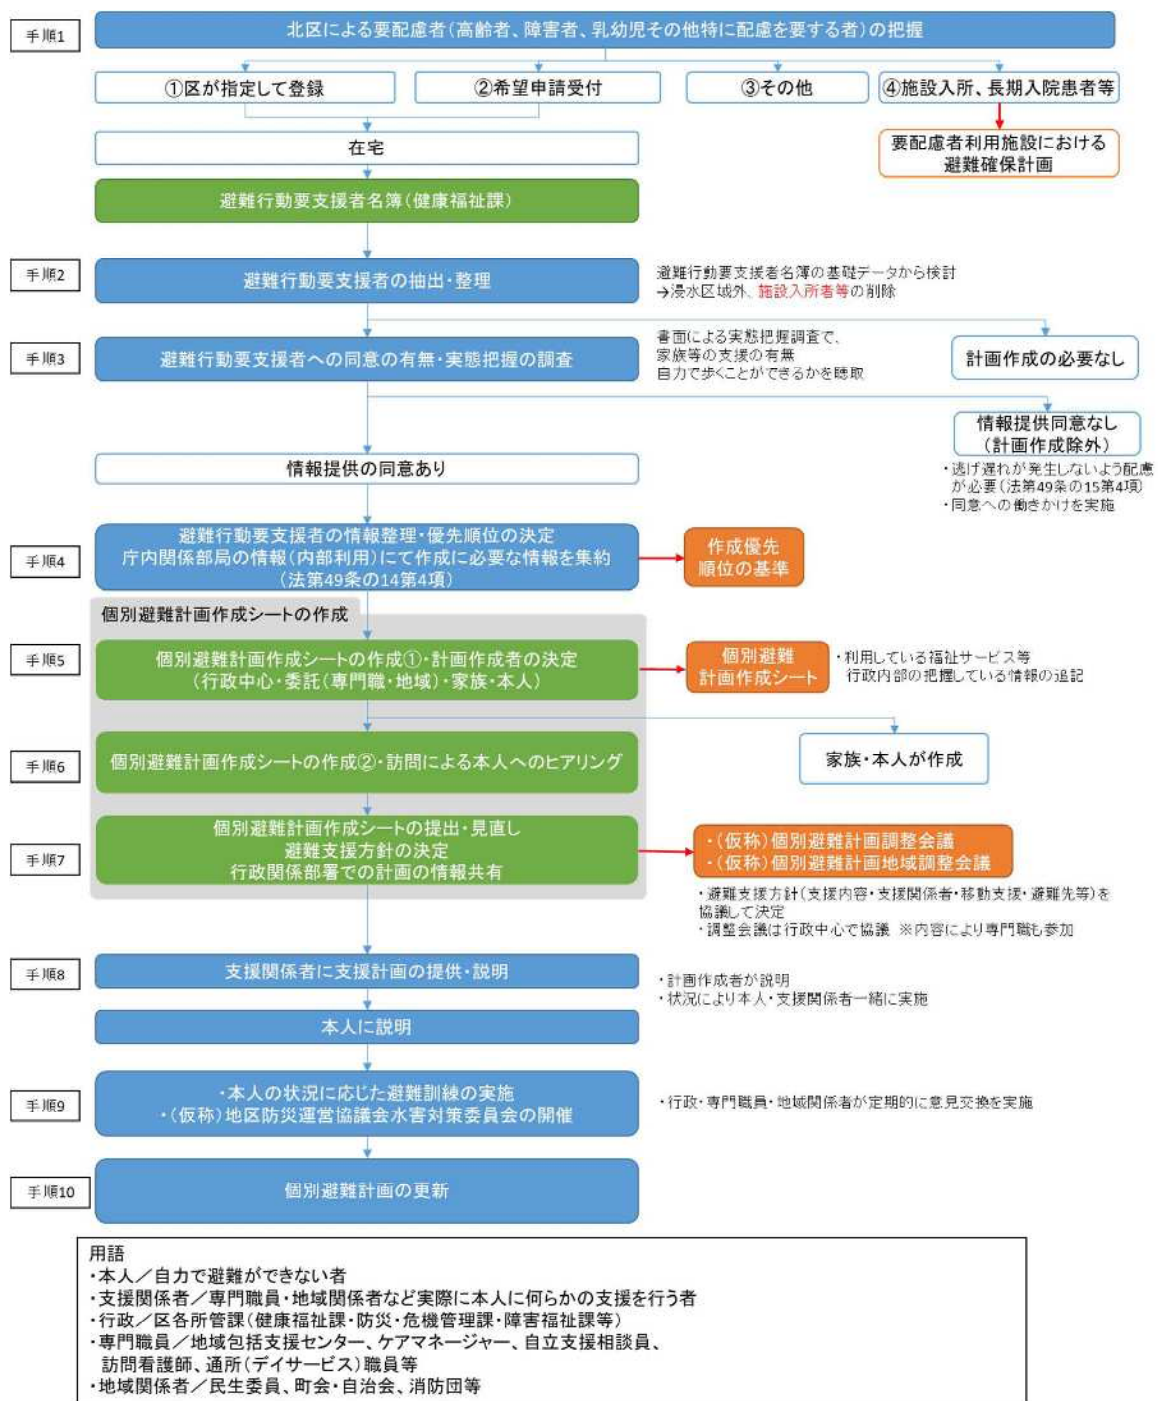 手順1
北区による要配慮者(高齢者、障害者、乳幼児その他特に配慮を要する者)の把握
①区が指定して登録
②希望申請受付
③その他
④施設入所、長期入院患者等
在宅
要配慮者利用施設における
避難確保計画
避難行動要支援者名簿(健康福祉課)
手順2
避難行動要支援者の抽出・整理
避難行動要支援者名簿の基礎データから検討
→浸水区域外、施設入所者等の削除
手順3
避難行動要支援者への同意の有無・実態把握の調査
書面による実態把握調査で、
家族等の支援の有無
自力で歩くことができるかを聴取
計画作成の必要なし
情報提供同意なし
(計画作成除外)
・逃げ遅れが発生しないよう配慮
が必要(法第49条の15第4項)
・同意への働きかけを実施
情報提供の同意あり
手順4
避難行動要支援者の情報整理・優先順位の決定
庁内関係部局の情報(内部利用)にて作成に必要な情報を集約
(法第49条の14第4項)
作成優先
順位の基準
個別避難計画作成シートの作成
手順5
個別避難計画作成シートの作成①・計画作成者の決定
(行政中心・委託(専門職・地域)・家族・本人)
個別避難
計画作成シート
・利用している福祉サービス等
行政内部の把握している情報の追記
手順6
個別避難計画作成シートの作成②・訪問による本人へのヒアリング
家族・本人が作成
手順7
個別避難計画作成シートの提出・見直し
避難支援方針の決定
行政関係部署での計画の情報共有
・(仮称)個別避難計画調整会議
・(仮称)個別避難計画地域調整会議
・避難支援方針(支援内容・支援関係者・移動支援・避難先等)を
協議して決定
・調整会議は行政中心で協議 ※内容により専門職も参加
手順8
支援関係者に支援計画の提供・説明
・計画作成者が説明
・状況により本人・支援関係者一緒に実施
本人に説明
手順9
・本人の状況に応じた避難訓練の実施
・(仮称)地区防災運営協議会水害対策委員会の開催
・行政・専門職員・地域関係者が定期的に意見交換を実施
手順10
個別避難計画の更新
用語
・本人／自力で避難ができない者
・支援関係者／専門職員・地域関係者など実際に本人に何らかの支援を行う者
・行政／区各所管課(健康福祉課・防災・危機管理課・障害福祉課等)
・専門職員／地域包括支援センター、ケアマネージャー、自立支援相談員、
訪問看護師、通所(デイサービス)職員等
・地域関係者／民生委員、町会・自治会、消防団等